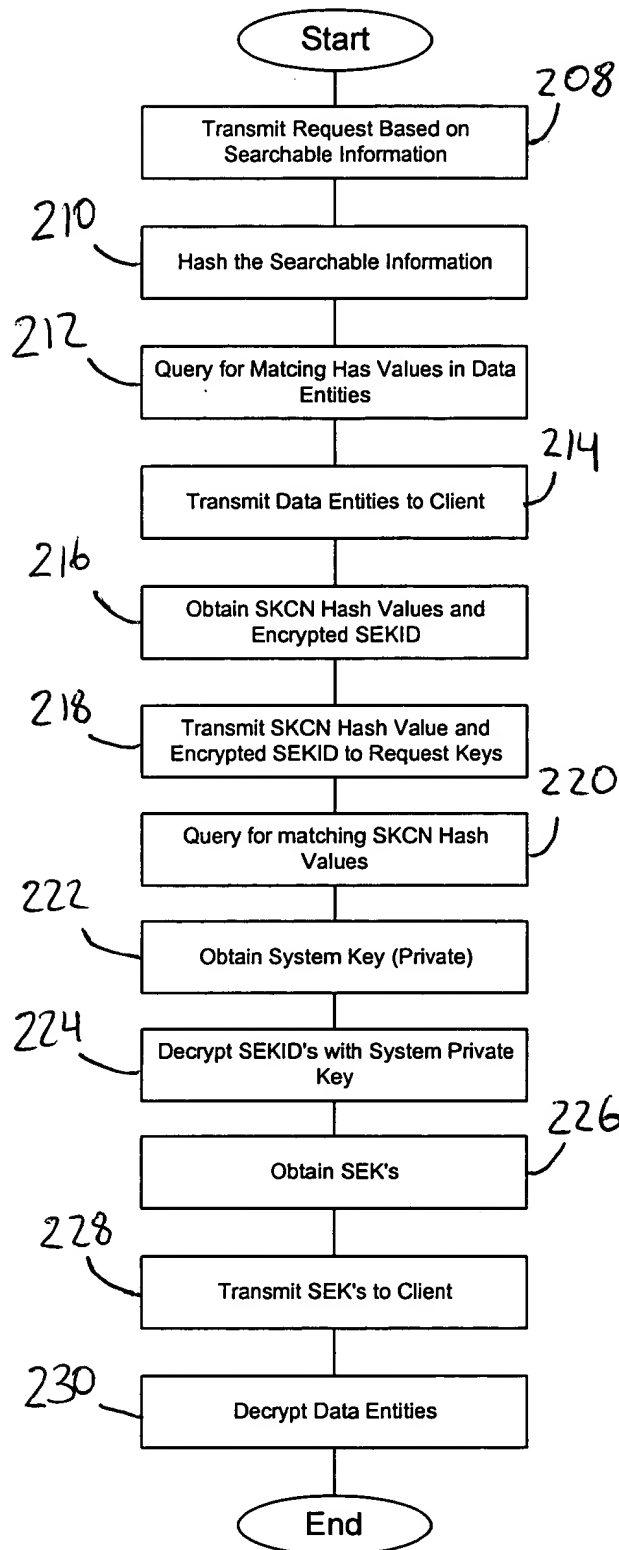 Start
208
Transmit Request Based on
Searchable Information
210
Hash the Searchable Information
212
Query for Matcing Has Values in Data
Entities
214
Transmit Data Entities to Client
216
Obtain SKCN Hash Values and
Encrypted SEKID
218
Transmit SKCN Hash Value and
Encrypted SEKID to Request Keys
220
Query for matching SKCN Hash
Values
222
Obtain System Key (Private)
224
Decrypt SEKID's with System Private
Key
226
Obtain SEK's
228
Transmit SEK's to Client
230
Decrypt Data Entities
End